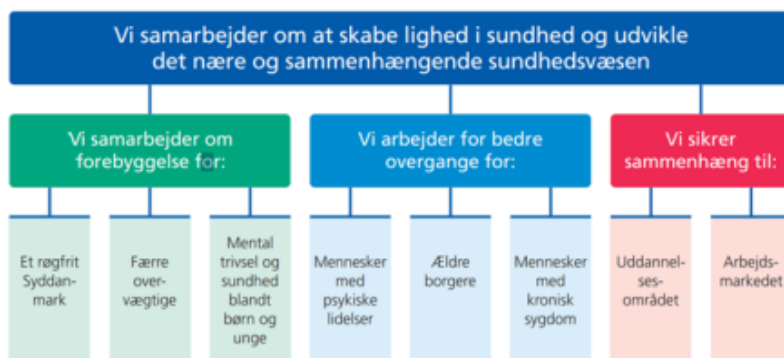 Vi samarbejder om at skabe lighed i sundhed og udvikle
det nære og sammenhængende sundhedsvæsen
Vi samarbejder om
forebyggelse for:
Vi arbejder for bedre
overgange for:
Vi sikrer
sammenhæng til:
Et røgfrit
Syddan-
mark
Færre
over-
vægtige
Mental
trivsel og
sundhed
blandt
børn og
unge
Mennesker
med
psykiske
lidelser
Ældre
borgere
Mennesker
med
kronisk
sygdom
Uddannel-
ses-
området
Arbejds-
markedet